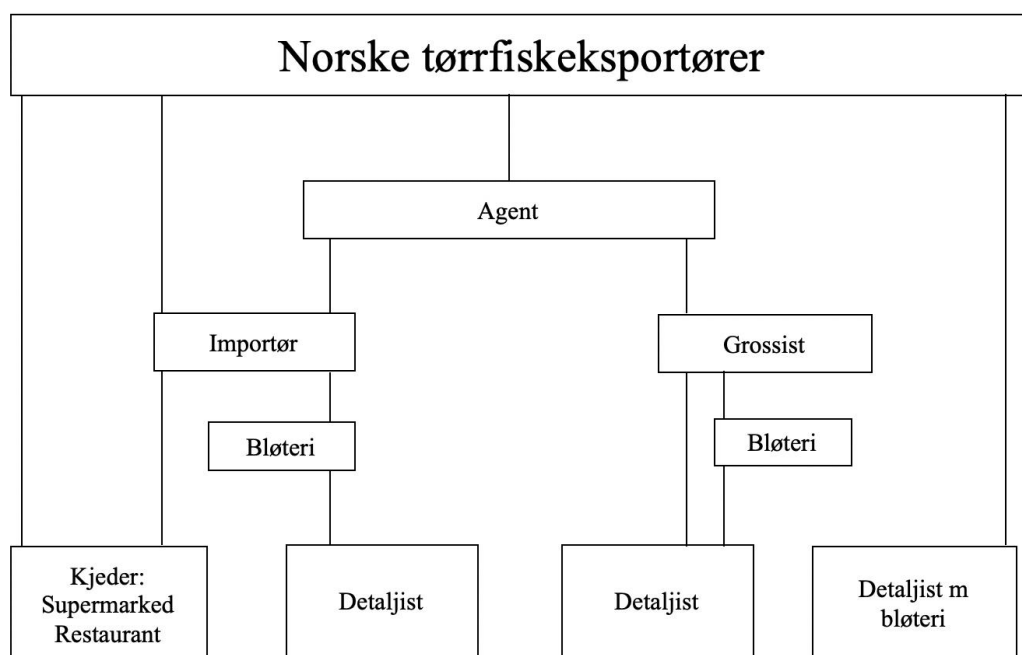 Norske tørrfiskeksportører
Agent
Importør
Grossist
Bløteri
Bløteri
Kjeder:
Supermarked
Restaurant
Detaljist
Detaljist
Detaljist m
bløteri